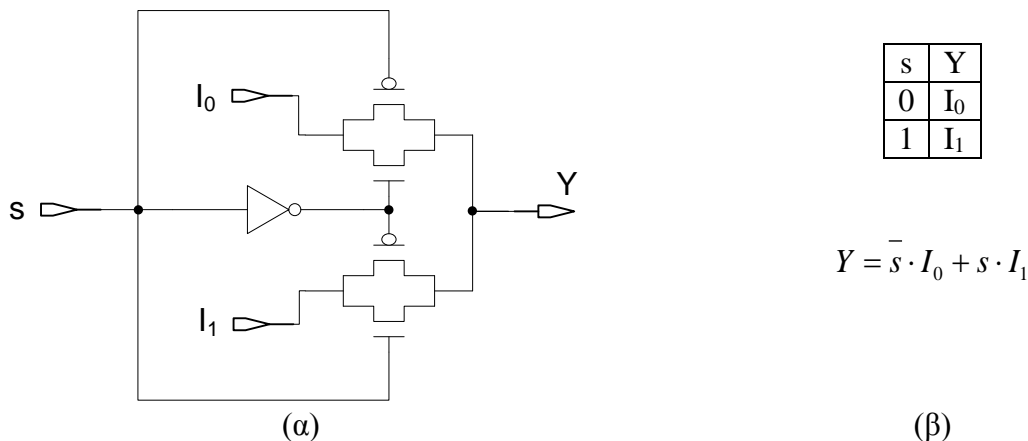 I₀
s
Y
I₁
(α)
s Y
0 I₀
1 I₁
Y = s̄ · I₀ + s · I₁
(β)